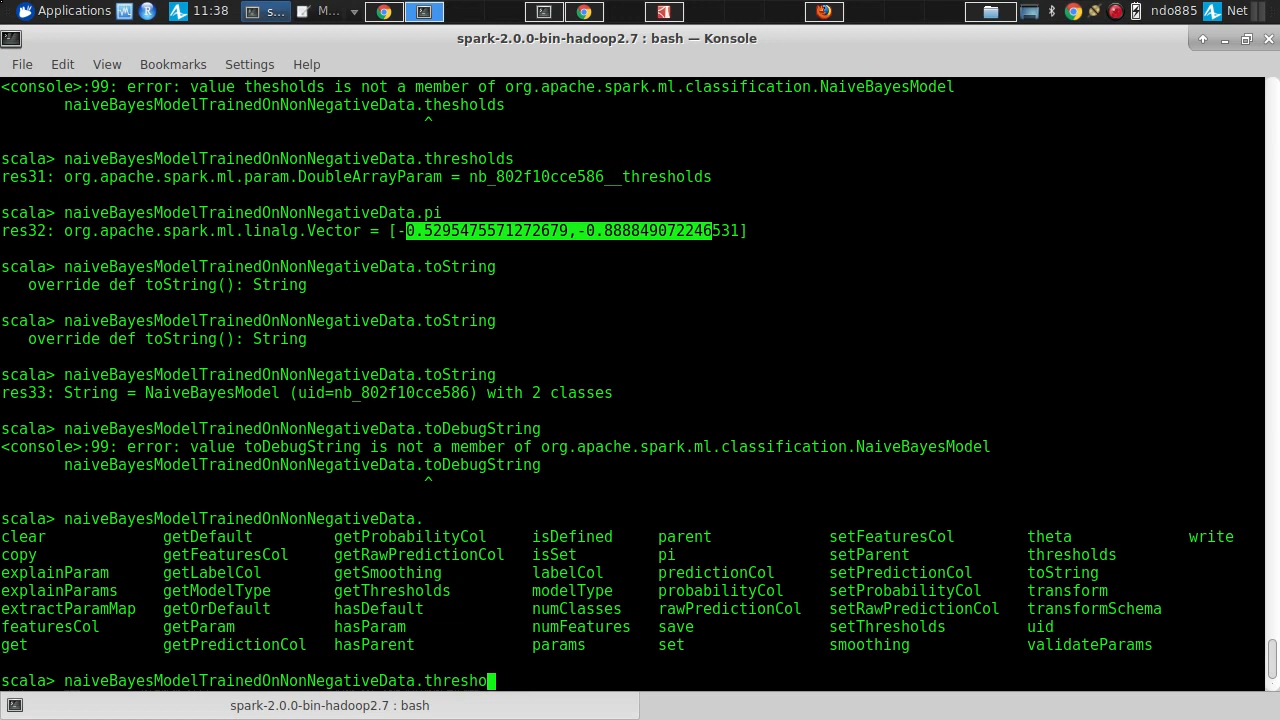 Applications 11:38 s... M... ndo885 Net
spark-2.0.0-bin-hadoop2.7 : bash — Konsole
File Edit View Bookmarks Settings Help
<console>:99: error: value thesholds is not a member of org.apache.spark.ml.classification.NaiveBayesModel
naiveBayesModelTrainedOnNonNegativeData.thesholds
^
scala> naiveBayesModelTrainedOnNonNegativeData.thresholds
res31: org.apache.spark.ml.param.DoubleArrayParam = nb_802f10cce586__thresholds
scala> naiveBayesModelTrainedOnNonNegativeData.pi
res32: org.apache.spark.ml.linalg.Vector = [-0.5295475571272679,-0.888849072246531]
scala> naiveBayesModelTrainedOnNonNegativeData.toString
override def toString(): String
scala> naiveBayesModelTrainedOnNonNegativeData.toString
override def toString(): String
scala> naiveBayesModelTrainedOnNonNegativeData.toString
res33: String = NaiveBayesModel (uid=nb_802f10cce586) with 2 classes
scala> naiveBayesModelTrainedOnNonNegativeData.toDebugString
<console>:99: error: value toDebugString is not a member of org.apache.spark.ml.classification.NaiveBayesModel
naiveBayesModelTrainedOnNonNegativeData.toDebugString
^
scala> naiveBayesModelTrainedOnNonNegativeData.
clear getDefault getProbabilityCol isDefined parent setFeaturesCol theta write
copy getFeaturesCol getRawPredictionCol isSet pi setParent thresholds
explainParam getLabelCol getSmoothing labelCol predictionCol setPredictionCol toString
explainParams getModelType getThresholds modelType probabilityCol setProbabilityCol transform
extractParamMap getOrDefault hasDefault numClasses rawPredictionCol setRawPredictionCol transformSchema
featuresCol getParam hasParam numFeatures save setThresholds uid
get getPredictionCol hasParent params set smoothing validateParams
scala> naiveBayesModelTrainedOnNonNegativeData.thresho
spark-2.0.0-bin-hadoop2.7 : bash